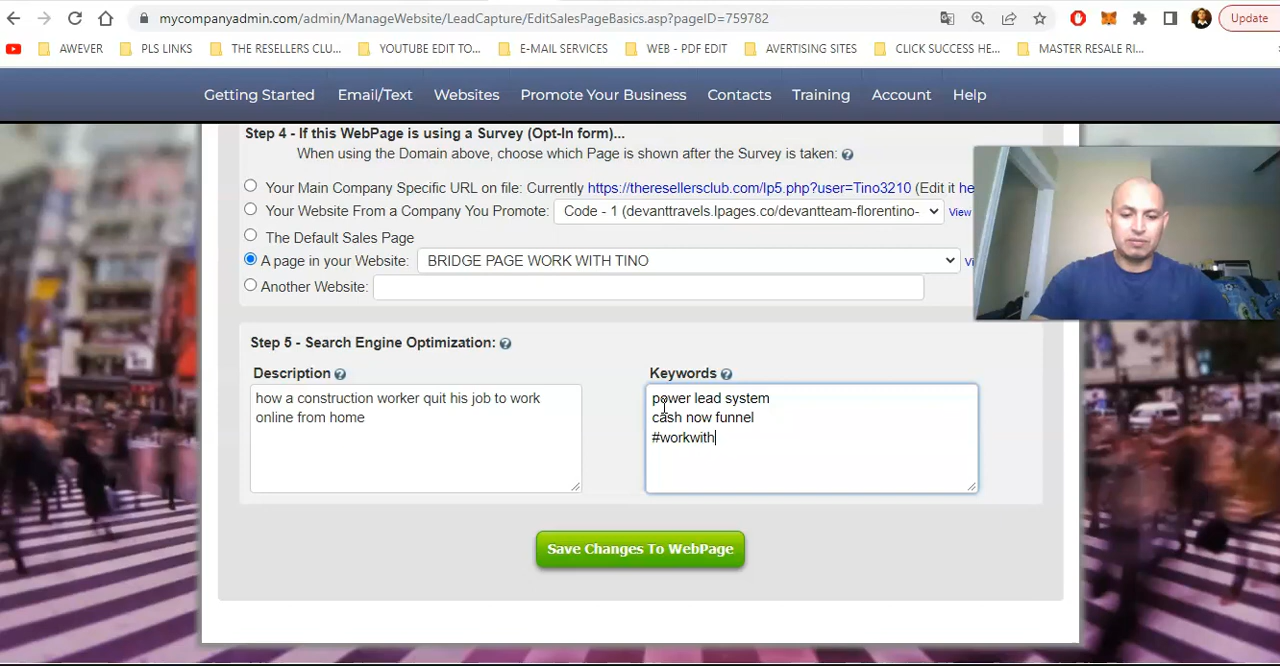 mycompanyadmin.com/admin/ManageWebsite/LeadCapture/EditSalesPageBasics.asp?pageID=759782
Update
AWEVER
PLS LINKS
THE RESELLERS CLU...
YOUTUBE EDIT TO...
E-MAIL SERVICES
WEB - PDF EDIT
AVERTISING SITES
CLICK SUCCESS HE...
MASTER RESALE RI...
Getting Started
Email/Text
Websites
Promote Your Business
Contacts
Training
Account
Help
Step 4 - If this WebPage is using a Survey (Opt-In form)...
When using the Domain above, choose which Page is shown after the Survey is taken: ?
Your Main Company Specific URL on file: Currently https://theresellersclub.com/lp5.php?user=Tino3210 (Edit it he
Your Website From a Company You Promote: Code - 1 (devanttravels.lpages.co/devantteam-florentino- View
The Default Sales Page
A page in your Website: BRIDGE PAGE WORK WITH TINO Vi
Another Website:
Step 5 - Search Engine Optimization: ?
Description ?
how a construction worker quit his job to work
online from home
Keywords ?
power lead system
cash now funnel
#workwith
Save Changes To WebPage